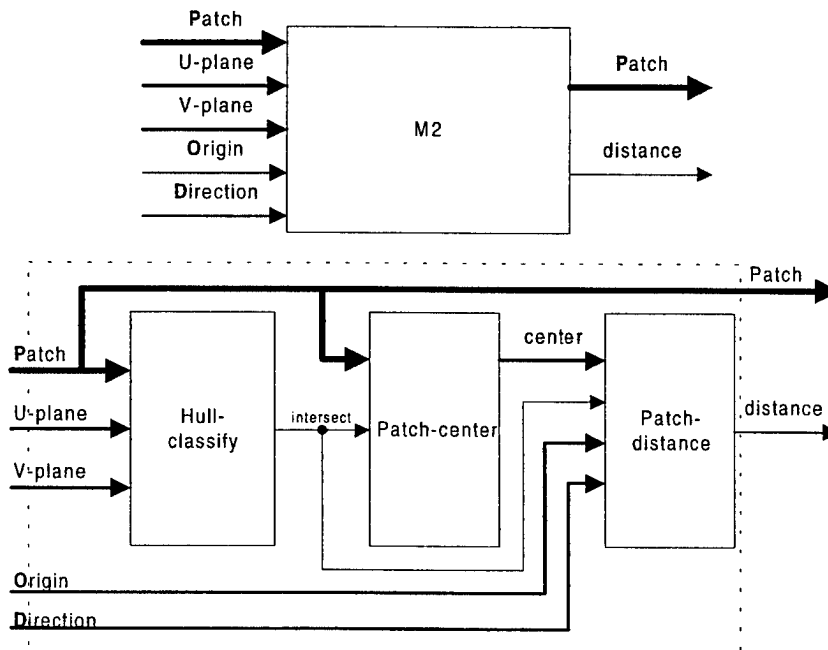 Patch
U-plane
V-plane
Origin
Direction
M2
Patch
distance
Patch
Patch
U-plane
V-plane
Hull-
classify
intersect
Patch-center
center
Patch-
distance
distance
Origin
Direction